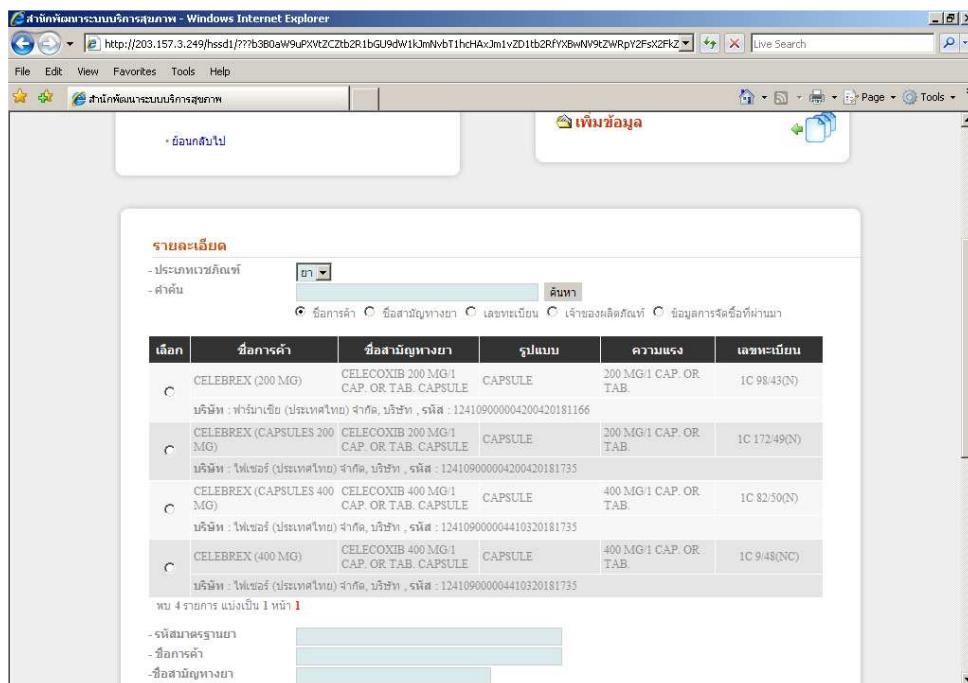 สำนักพัฒนาระบบบริการสุขภาพ - Windows Internet Explorer
Live Search
File Edit View Favorites Tools Help
สำนักพัฒนาระบบบริการสุขภาพ
Page Tools
ย้อนกลับไป
เพิ่มข้อมูล
รายละเอียด
- ประเภทเวชภัณฑ์ ยา
- คำค้น ค้นหา
ชื่อการค้า ชื่อสามัญทางยา เลขทะเบียน เจ้าของผลิตภัณฑ์ ข้อมูลการจัดซื้อที่ผ่านมา
เลือก ชื่อการค้า ชื่อสามัญทางยา รูปแบบ ความแรง เลขทะเบียน
CELEBREX (200 MG) CELECOXIB 200 MG/1 CAP. OR TAB. CAPSULE CAPSULE 200 MG/1 CAP. OR TAB. 1C 98/43(N)
บริษัท : ฟาร์มาเซีย (ประเทศไทย) จำกัด, บริษัท , รหัส : 124109000004200420181166
CELEBREX (CAPSULES 200 MG) CELECOXIB 200 MG/1 CAP. OR TAB. CAPSULE CAPSULE 200 MG/1 CAP. OR TAB. 1C 172/49(N)
บริษัท : ไฟเซอร์ (ประเทศไทย) จำกัด, บริษัท , รหัส : 124109000004200420181735
CELEBREX (CAPSULES 400 MG) CELECOXIB 400 MG/1 CAP. OR TAB. CAPSULE CAPSULE 400 MG/1 CAP. OR TAB. 1C 82/50(N)
บริษัท : ไฟเซอร์ (ประเทศไทย) จำกัด, บริษัท , รหัส : 124109000004410320181735
CELEBREX (400 MG) CELECOXIB 400 MG/1 CAP. OR TAB. CAPSULE CAPSULE 400 MG/1 CAP. OR TAB. 1C 9/48(NC)
บริษัท : ไฟเซอร์ (ประเทศไทย) จำกัด, บริษัท , รหัส : 124109000004410320181735
พบ 4 รายการ แบ่งเป็น 1 หน้า 1
- รหัสมาตรฐานยา
- ชื่อการค้า
-ชื่อสามัญทางยา